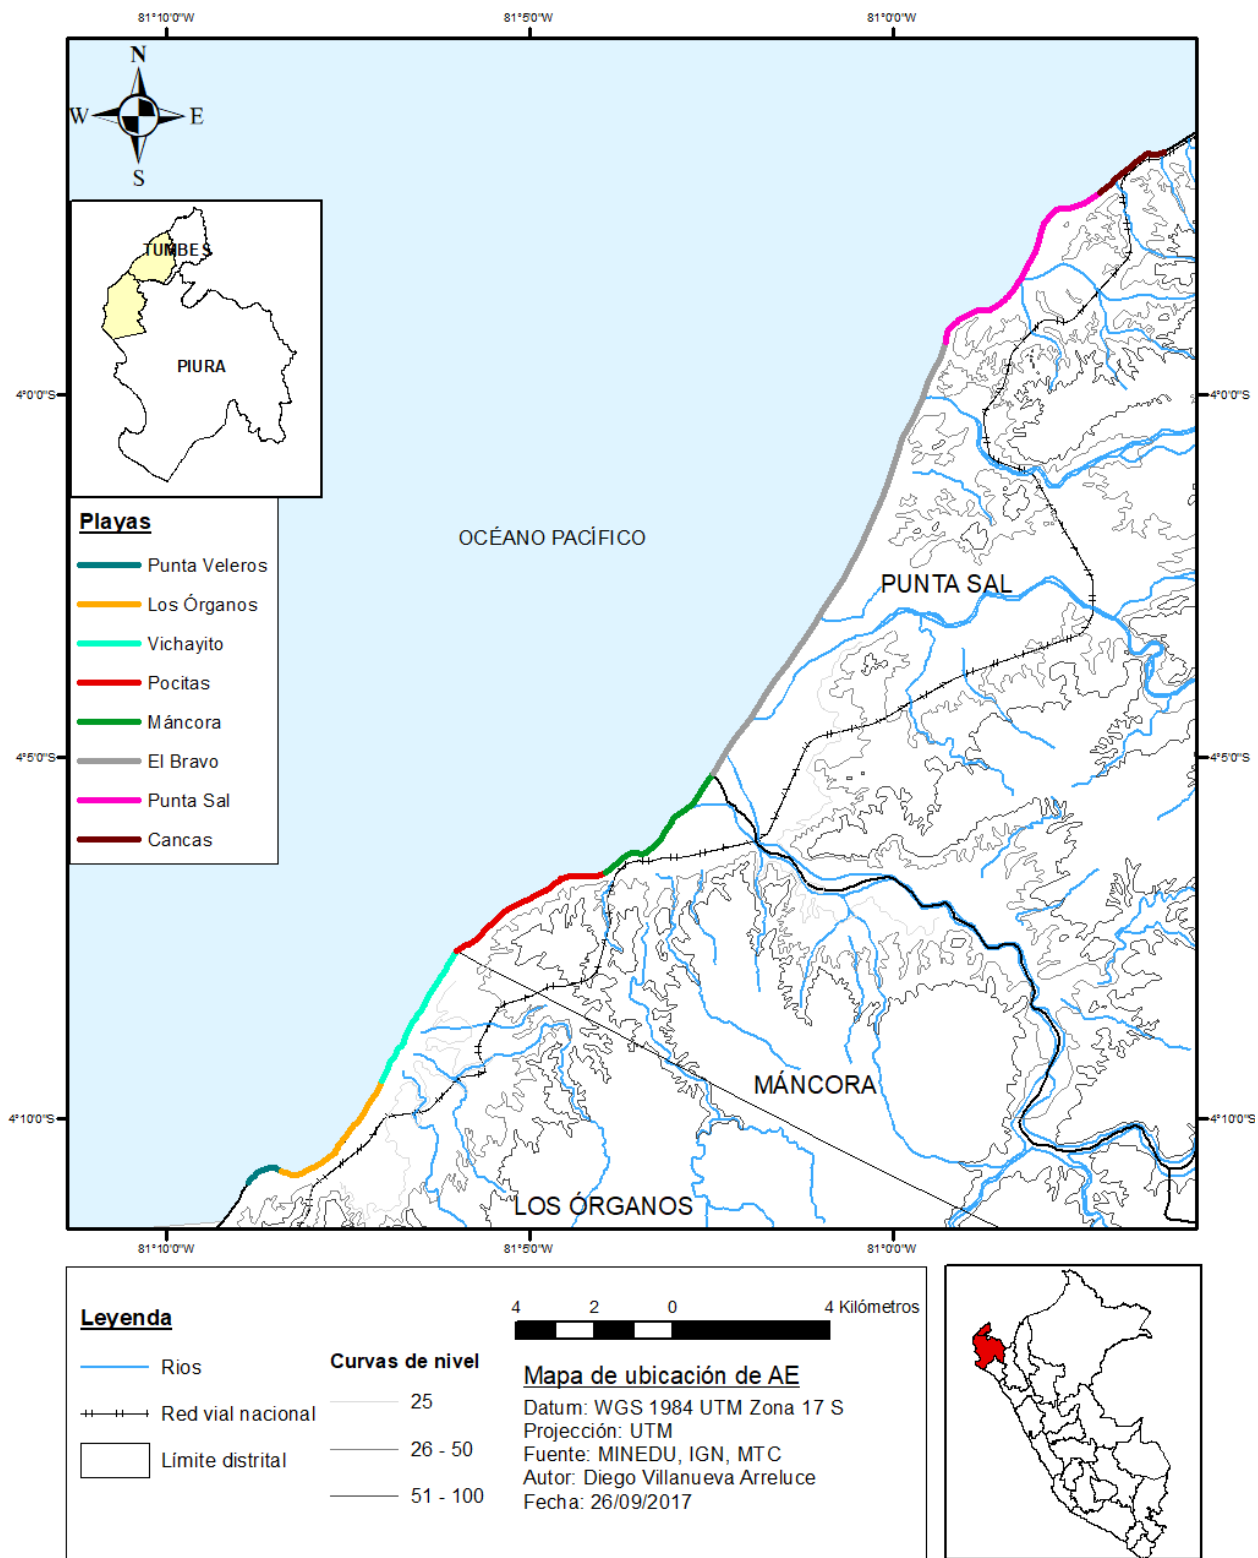 81°10'0"W
81°50'0"W
81°0'0"W
N
W
E
S
TUMBES
PIURA
4°0'0"S
4°0'0"S
Playas
Punta Veleros
Los Órganos
Vichayito
Pocitas
Máncora
El Bravo
Punta Sal
Cancas
OCÉANO PACÍFICO
PUNTA SAL
4°5'0"S
4°5'0"S
MÁNCORA
4°10'0"S
4°10'0"S
LOS ÓRGANOS
81°10'0"W
81°50'0"W
81°0'0"W
Leyenda
Rios
Red vial nacional
Límite distrital
Curvas de nivel
25
26 - 50
51 - 100
4 2 0 4 Kilómetros
Mapa de ubicación de AE
Datum: WGS 1984 UTM Zona 17 S
Projección: UTM
Fuente: MINEDU, IGN, MTC
Autor: Diego Villanueva Arreluce
Fecha: 26/09/2017